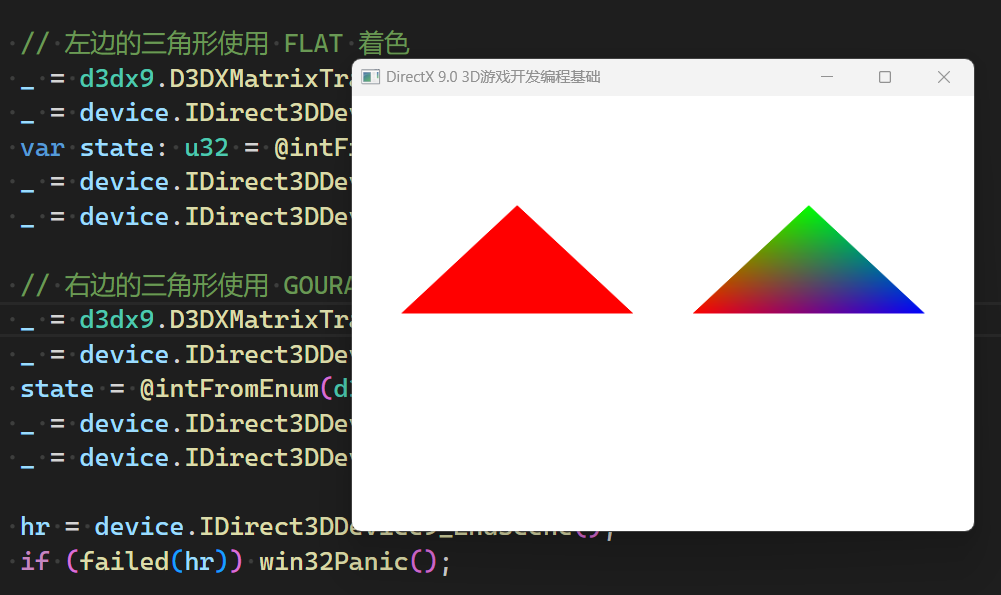 // 左边的三角形使用 FLAT 着色
_ = d3dx9.D3DXMatrixTra
_ = device.IDirect3DDev
var state: u32 = @intFr
_ = device.IDirect3DDev
_ = device.IDirect3DDev
DirectX 9.0 3D游戏开发编程基础
// 右边的三角形使用 GOURA
_ = d3dx9.D3DXMatrixTra
_ = device.IDirect3DDev
state = @intFromEnum(d3
_ = device.IDirect3DDev
_ = device.IDirect3DDev
hr = device.IDirect3DDevice9_EndScene();
if (failed(hr)) win32Panic();